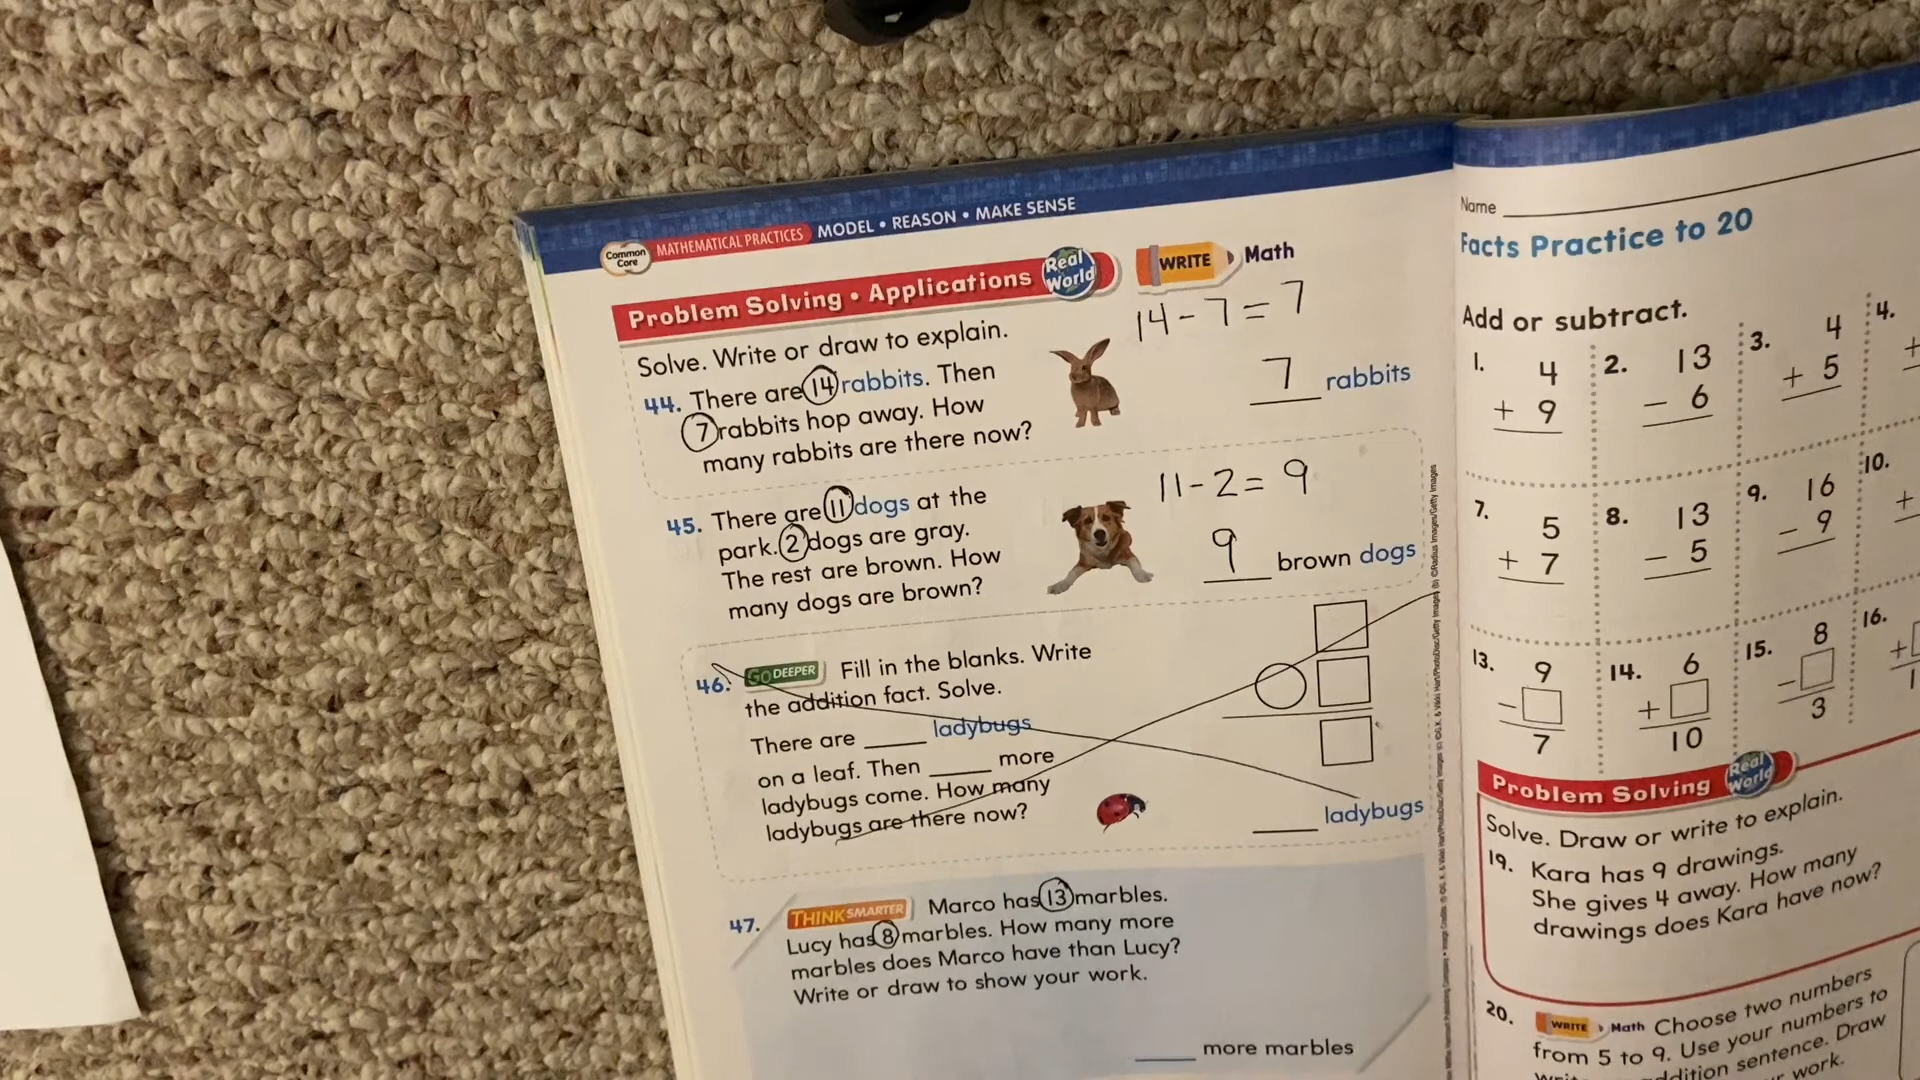 Common Core MATHEMATICAL PRACTICES MODEL • REASON • MAKE SENSE
Problem Solving • Applications Real World WRITE Math
Solve. Write or draw to explain.
14 - 7 = 7
44. There are 14 rabbits. Then
7 rabbits hop away. How
many rabbits are there now?
7 rabbits
45. There are 11 dogs at the
park. 2 dogs are gray.
The rest are brown. How
many dogs are brown?
11 - 2 = 9
9 brown dogs
46. GO DEEPER Fill in the blanks. Write
the addition fact. Solve.
There are ____ ladybugs
on a leaf. Then ____ more
ladybugs come. How many
ladybugs are there now?
____ ladybugs
47. THINK SMARTER Marco has 13 marbles.
Lucy has 8 marbles. How many more
marbles does Marco have than Lucy?
Write or draw to show your work.
____ more marbles
Name
Facts Practice to 20
Add or subtract.
1. 4
+ 9
2. 13
- 6
3. 4
+ 5
4.
+
7. 5
+ 7
8. 13
- 5
9. 16
- 9
10.
+
13. 9
- □
7
14. 6
+ □
10
15. 8
- □
3
16.
+ □
1
Problem Solving Real World
Solve. Draw or write to explain.
19. Kara has 9 drawings.
She gives 4 away. How many
drawings does Kara have now?
20. WRITE Math Choose two numbers
from 5 to 9. Use your numbers to
sentence. Draw
work.